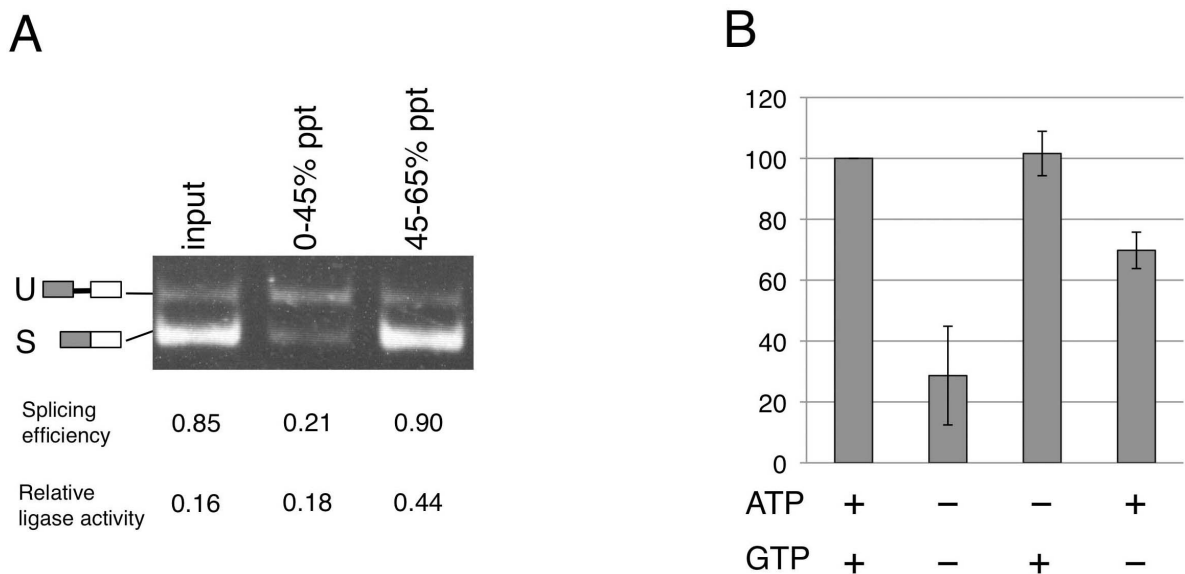 A
input
0-45% ppt
45-65% ppt
U
S
Splicing
efficiency
0.85
0.21
0.90
Relative
ligase activity
0.16
0.18
0.44
B
120
100
80
60
40
20
0
ATP
+
−
−
+
GTP
+
−
+
−